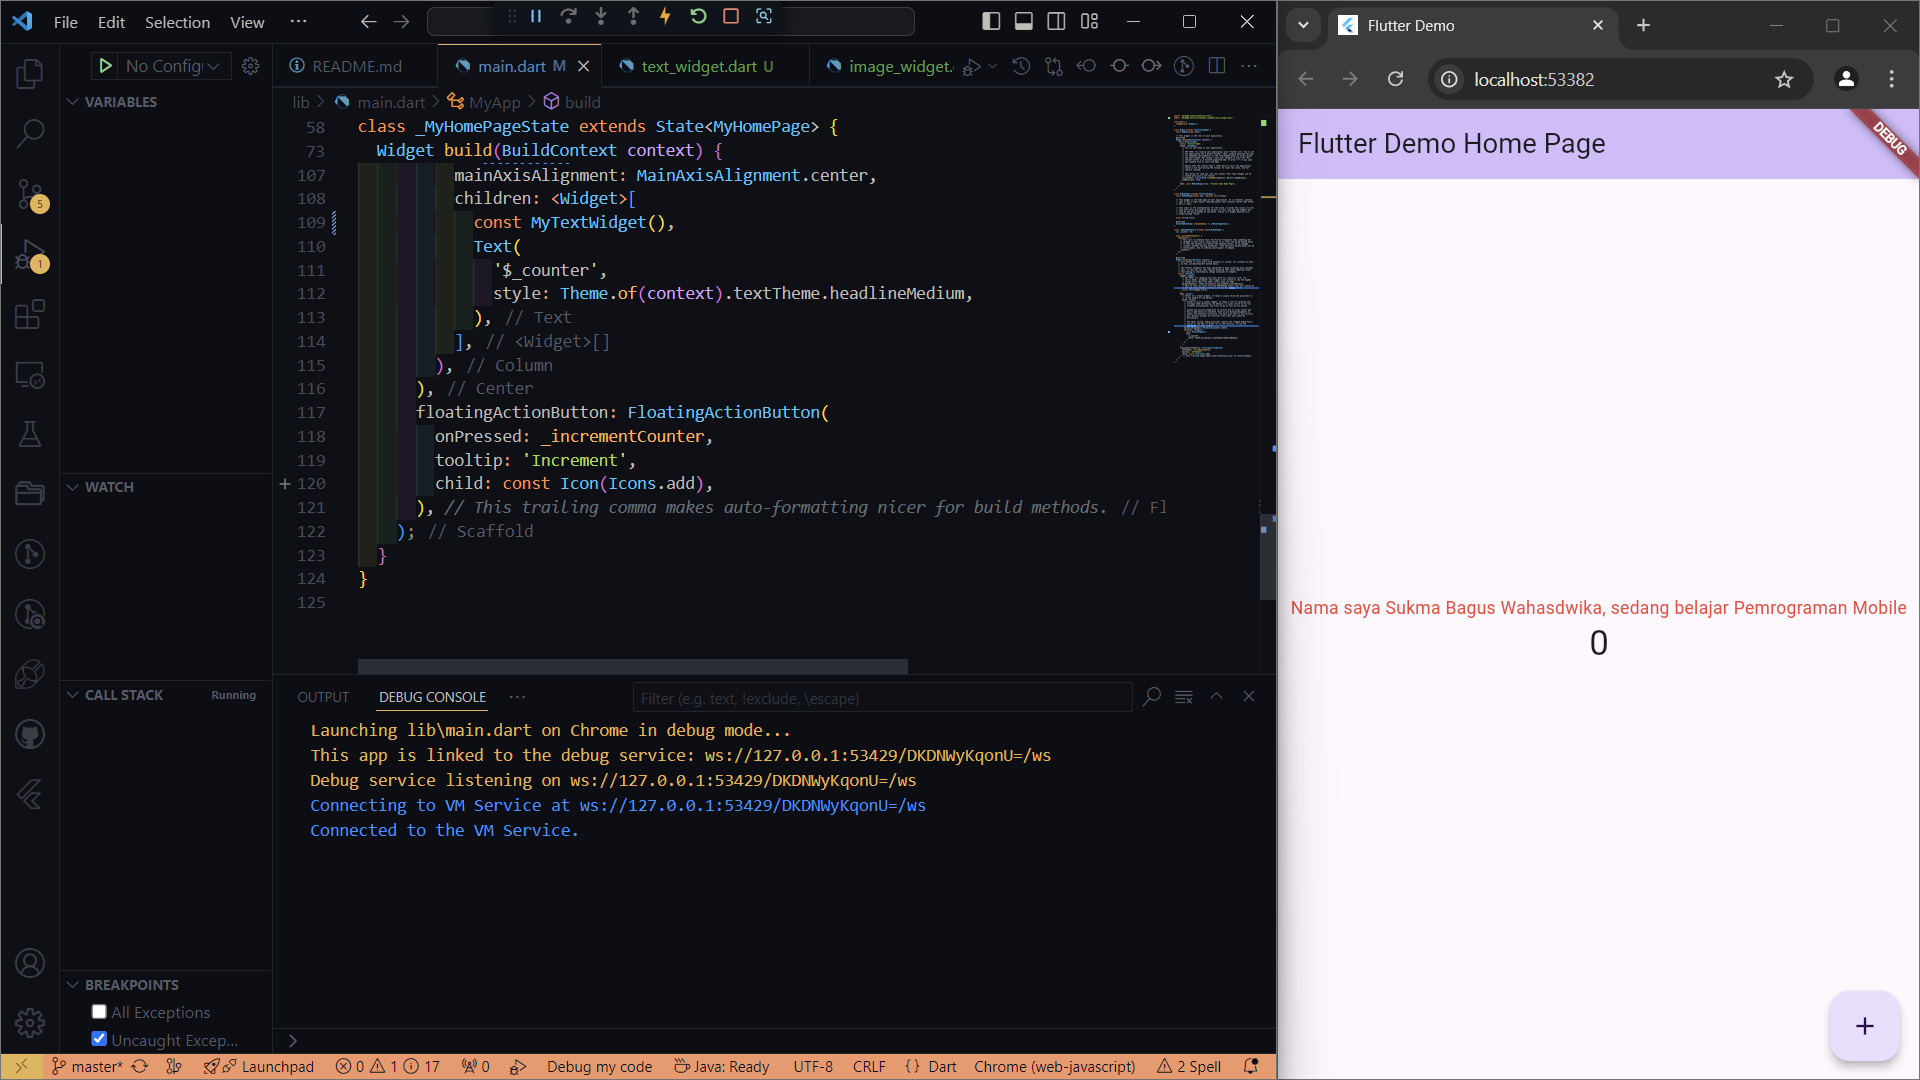 File Edit Selection View ···
No Config
README.md
main.dart M
text_widget.dart U
image_widget.
lib > main.dart > MyApp > build
VARIABLES
WATCH
CALL STACK Running
BREAKPOINTS
All Exceptions
Uncaught Excep...
5
1
58 class _MyHomePageState extends State<MyHomePage> {
73 Widget build(BuildContext context) {
107 mainAxisAlignment: MainAxisAlignment.center,
108 children: <Widget>[
109 const MyTextWidget(),
110 Text(
111 '$_counter',
112 style: Theme.of(context).textTheme.headlineMedium,
113 ), // Text
114 ], // <Widget>[]
115 ), // Column
116 ), // Center
117 floatingActionButton: FloatingActionButton(
118 onPressed: _incrementCounter,
119 tooltip: 'Increment',
120 child: const Icon(Icons.add),
121 ), // This trailing comma makes auto-formatting nicer for build methods. // Fl
122 ); // Scaffold
123 }
124 }
125
OUTPUT DEBUG CONSOLE ···
Filter (e.g. text, !exclude, \escape)
Launching lib\main.dart on Chrome in debug mode...
This app is linked to the debug service: ws://127.0.0.1:53429/DKDNWyKqonU=/ws
Debug service listening on ws://127.0.0.1:53429/DKDNWyKqonU=/ws
Connecting to VM Service at ws://127.0.0.1:53429/DKDNWyKqonU=/ws
Connected to the VM Service.
master* Launchpad 0 1 17 0 Debug my code Java: Ready UTF-8 CRLF {} Dart Chrome (web-javascript) 2 Spell
Flutter Demo
localhost:53382
Flutter Demo Home Page
DEBUG
Nama saya Sukma Bagus Wahasdwika, sedang belajar Pemrograman Mobile
0
+